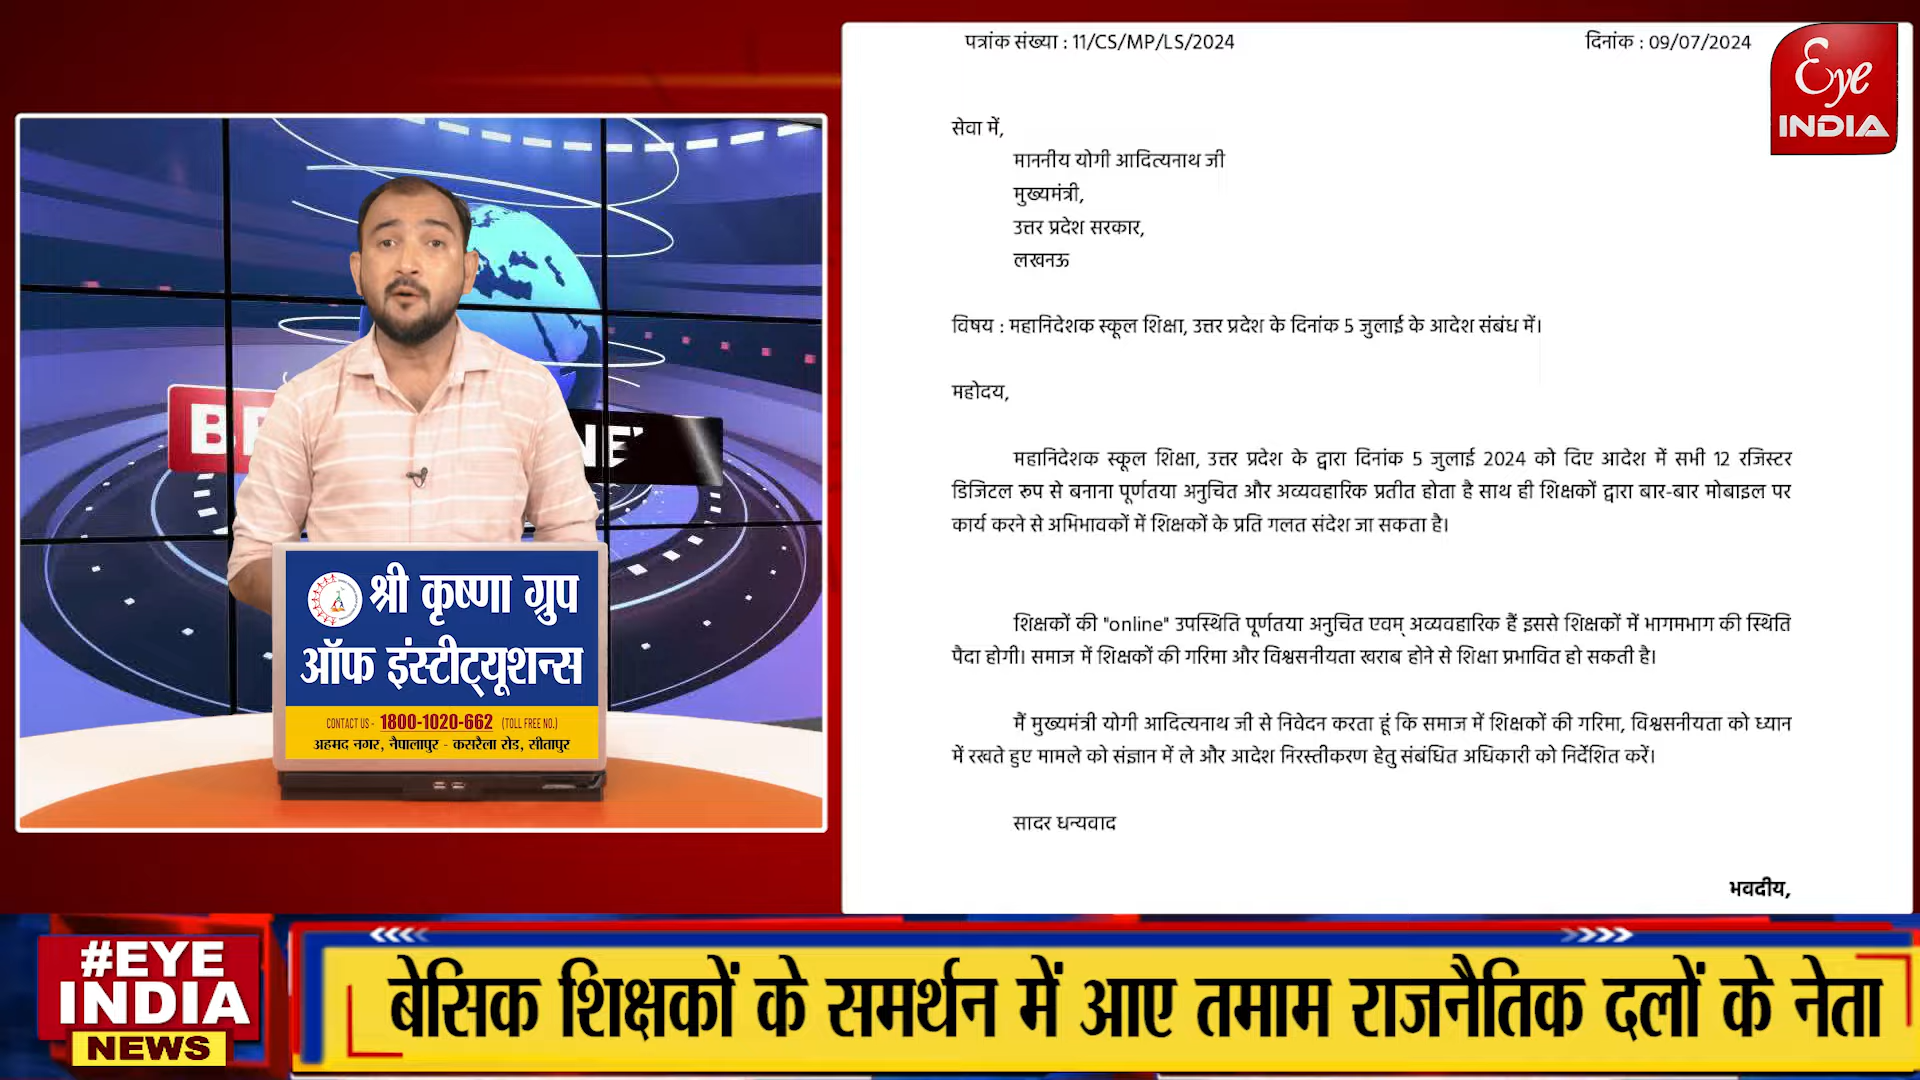 पत्रांक संख्या : 11/CS/MP/LS/2024
दिनांक : 09/07/2024
Eye
INDIA
सेवा में,
माननीय योगी आदित्यनाथ जी
मुख्यमंत्री,
उत्तर प्रदेश सरकार,
लखनऊ
विषय : महानिदेशक स्कूल शिक्षा, उत्तर प्रदेश के दिनांक 5 जुलाई के आदेश संबंध में।
महोदय,
महानिदेशक स्कूल शिक्षा, उत्तर प्रदेश के द्वारा दिनांक 5 जुलाई 2024 को दिए आदेश में सभी 12 रजिस्टर
डिजिटल रूप से बनाना पूर्णतया अनुचित और अव्यवहारिक प्रतीत होता है साथ ही शिक्षकों द्वारा बार-बार मोबाइल पर
कार्य करने से अभिभावकों में शिक्षकों के प्रति गलत संदेश जा सकता है।
शिक्षकों की "online" उपस्थिति पूर्णतया अनुचित एवम् अव्यवहारिक हैं इससे शिक्षकों में भागमभाग की स्थिति
पैदा होगी। समाज में शिक्षकों की गरिमा और विश्वसनीयता खराब होने से शिक्षा प्रभावित हो सकती है।
मैं मुख्यमंत्री योगी आदित्यनाथ जी से निवेदन करता हूं कि समाज में शिक्षकों की गरिमा, विश्वसनीयता को ध्यान
में रखते हुए मामले को संज्ञान में ले और आदेश निरस्तीकरण हेतु संबंधित अधिकारी को निर्देशित करें।
सादर धन्यवाद
भवदीय,
श्री कृष्णा ग्रुप
ऑफ इंस्टीट्यूशन्स
CONTACT US - 1800-1020-662 (TOLL FREE NO.)
अहमद नगर, नैपालापुर - कसरैला रोड, सीतापुर
#EYE
INDIA
NEWS
बेसिक शिक्षकों के समर्थन में आए तमाम राजनैतिक दलों के नेता